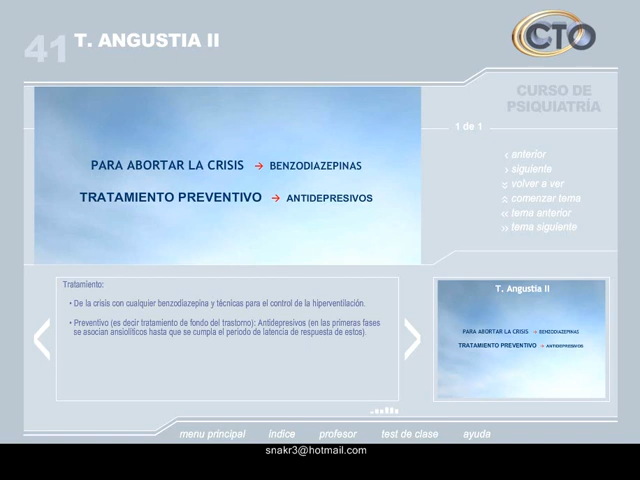 41 T. ANGUSTIA II
CTO
CURSO DE
PSIQUIATRÍA
1 de 1
‹ anterior
› siguiente
volver a ver
comenzar tema
« tema anterior
» tema siguiente
PARA ABORTAR LA CRISIS → BENZODIAZEPINAS
TRATAMIENTO PREVENTIVO → ANTIDEPRESIVOS
Tratamiento:
• De la crisis con cualquier benzodiazepina y técnicas para el control de la hiperventilación.
• Preventivo (es decir tratamiento de fondo del trastorno): Antidepresivos (en las primeras fases
se asocian ansiolíticos hasta que se cumpla el periodo de latencia de respuesta de estos).
T. Angustia II
PARA ABORTAR LA CRISIS → BENZODIAZEPINAS
TRATAMIENTO PREVENTIVO → ANTIDEPRESIVOS
menu principal índice profesor test de clase ayuda
snakr3@hotmail.com